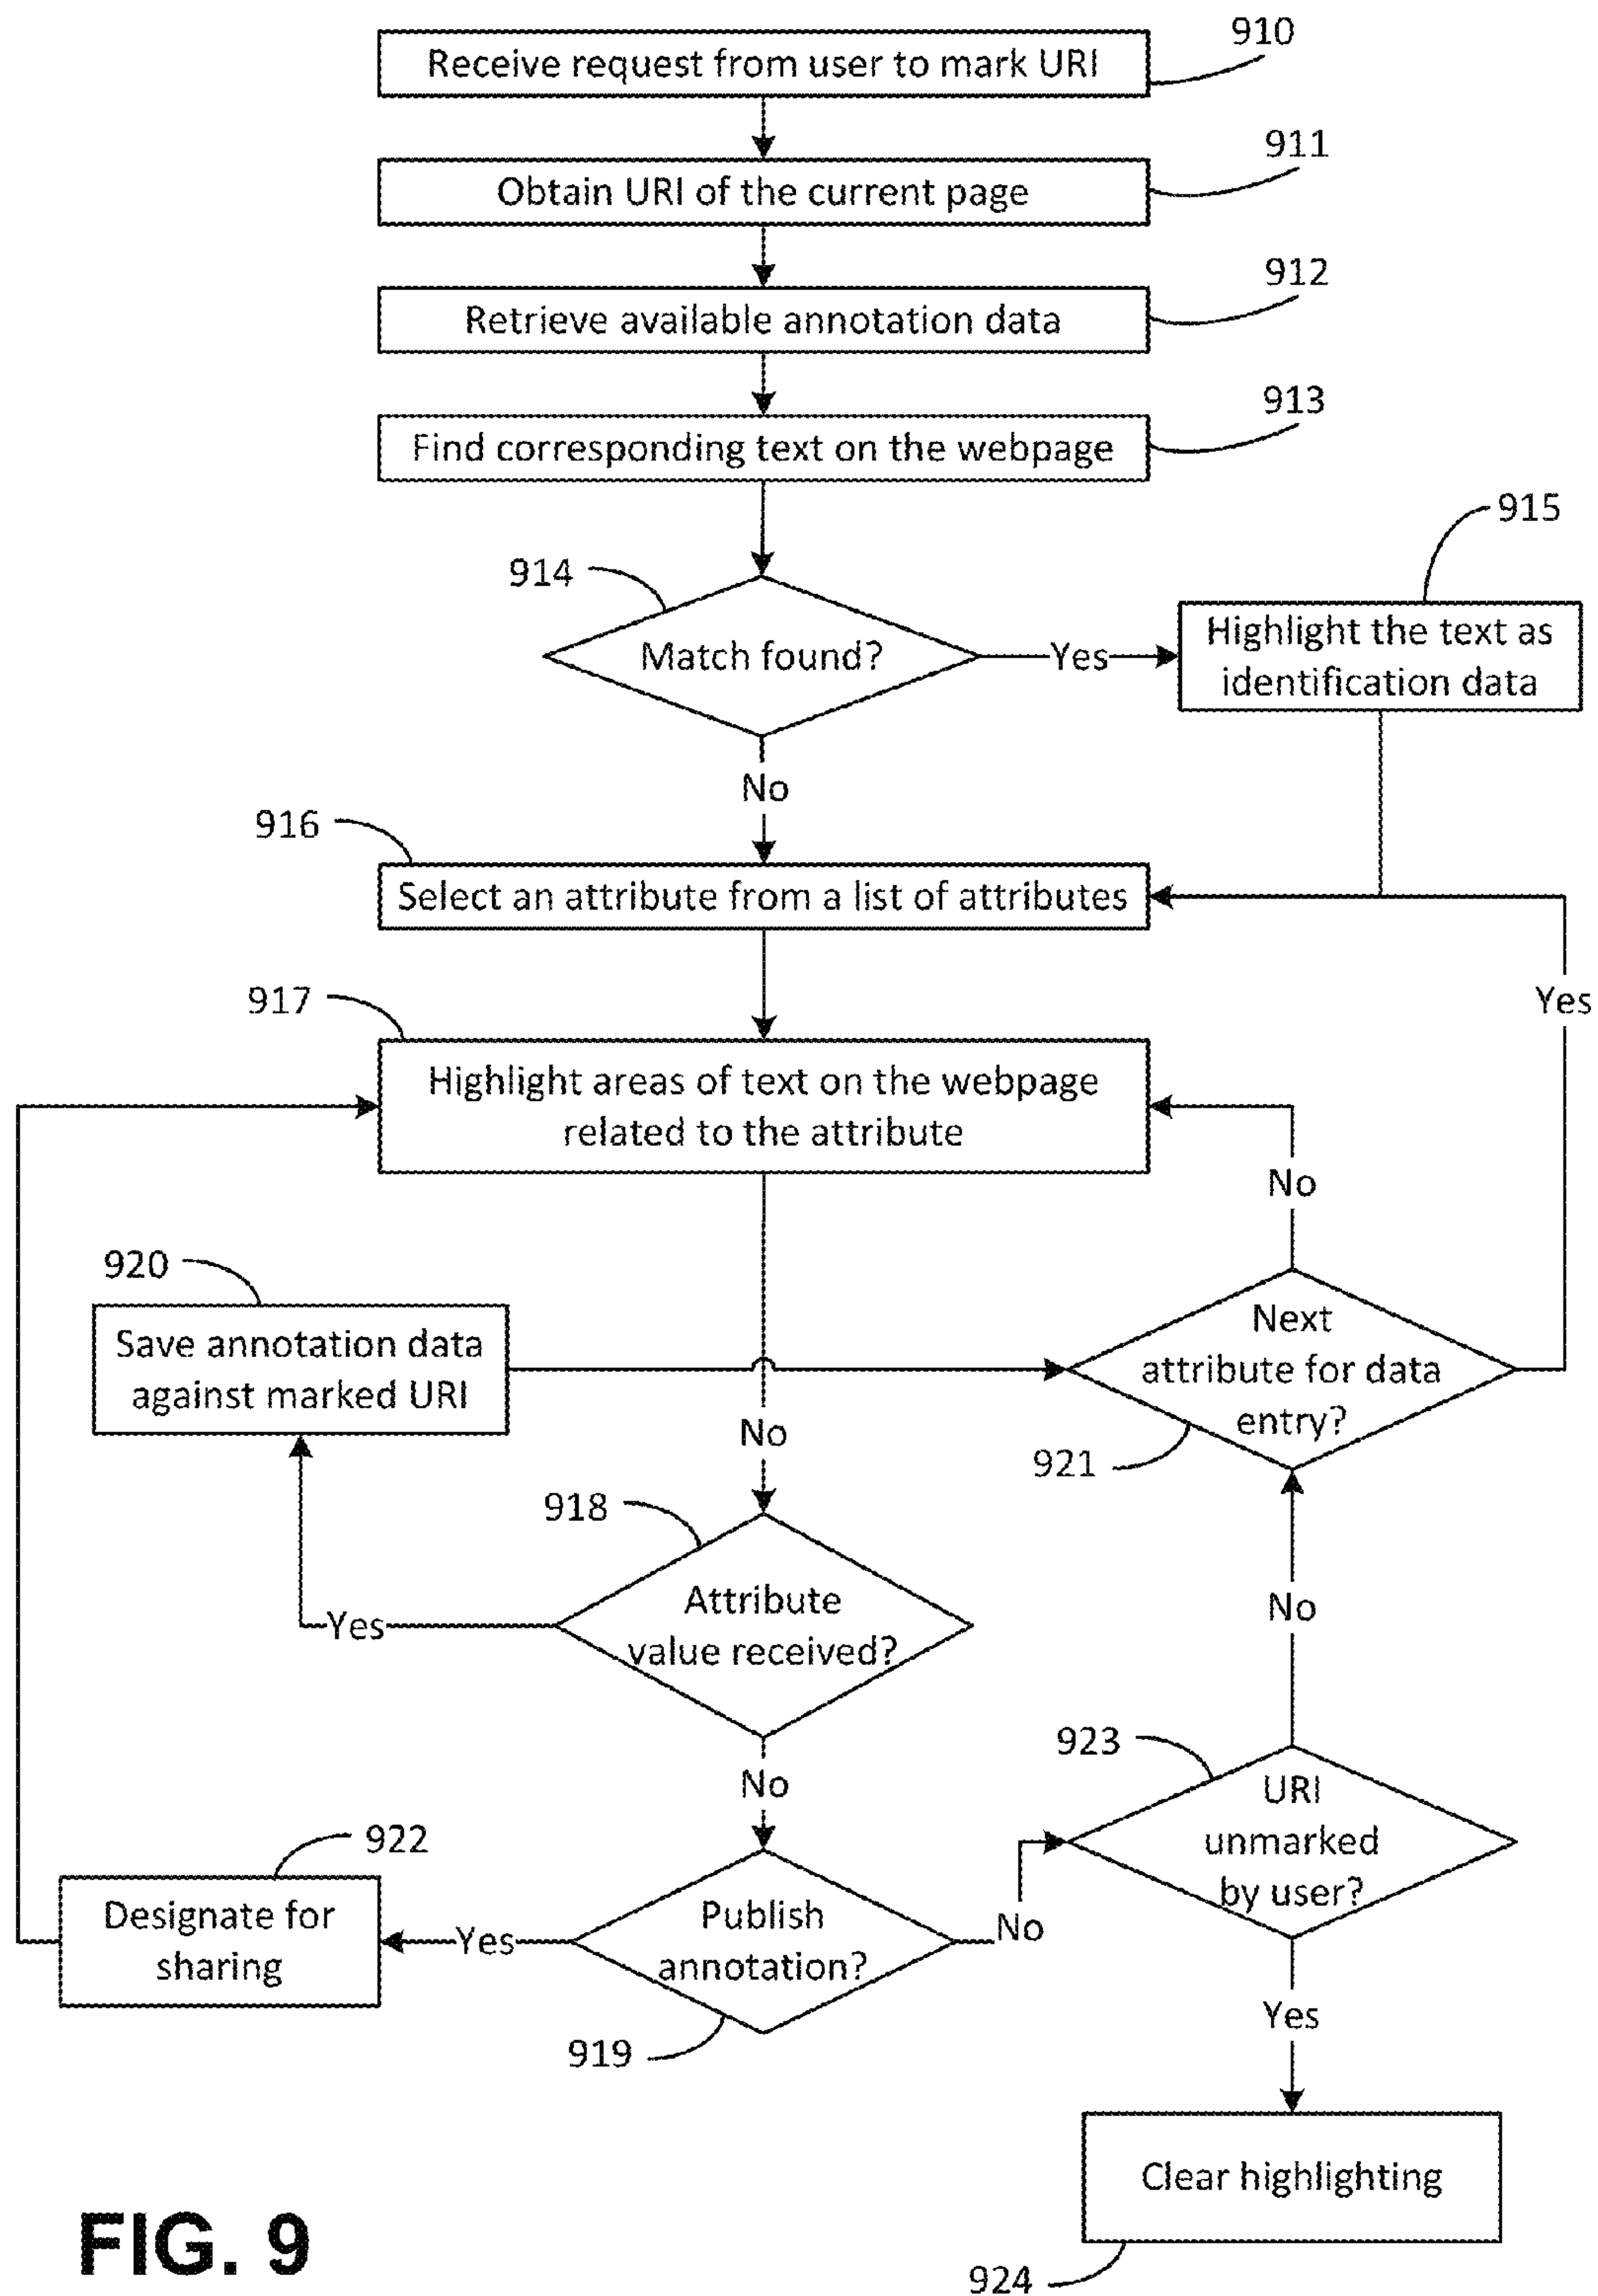 910
Receive request from user to mark URI
911
Obtain URI of the current page
912
Retrieve available annotation data
913
Find corresponding text on the webpage
915
914
Match found?
Yes
Highlight the text as
identification data
No
916
Select an attribute from a list of attributes
917
Yes
Highlight areas of text on the webpage
related to the attribute
No
920
Save annotation data
against marked URI
Next
attribute for data
entry?
No
921
918
Attribute
value received?
Yes
No
No
923
URI
unmarked
by user?
922
Designate for
sharing
Yes
Publish
annotation?
No
919
Yes
Clear highlighting
FIG. 9
924